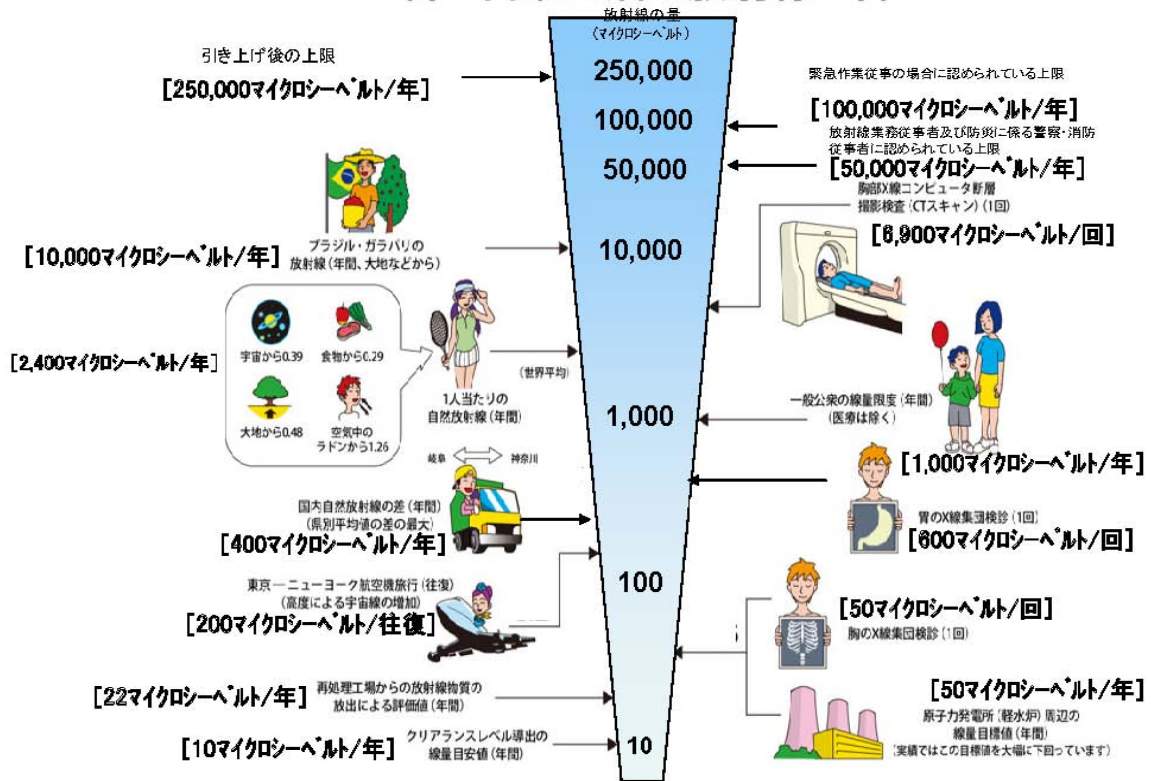 放射線の量
(マイクロシーベルト)
引き上げ後の上限
[250,000マイクロシーベルト/年]
250,000
緊急作業従事の場合に認められている上限
[100,000マイクロシーベルト/年]
100,000
放射線業務従事者及び防災に係る警察・消防
従事者に認められている上限
[50,000マイクロシーベルト/年]
50,000
胸部X線コンピュータ断層
撮影検査(CTスキャン)(1回)
[6,900マイクロシーベルト/回]
ブラジル・ガラパリの
放射線(年間、大地などから)
[10,000マイクロシーベルト/年]
10,000
宇宙から0.39
食物から0.29
大地から0.48
空気中の
ラドンから1.26
[2,400マイクロシーベルト/年]
(世界平均)
1人当たりの
自然放射線(年間)
1,000
一般公衆の線量限度(年間)
(医療は除く)
[1,000マイクロシーベルト/年]
岐阜
神奈川
国内自然放射線の差(年間)
(県別平均値の差の最大)
[400マイクロシーベルト/年]
胃のX線集団検診(1回)
[600マイクロシーベルト/回]
100
東京―ニューヨーク航空機旅行(往復)
(高度による宇宙線の増加)
[200マイクロシーベルト/往復]
[50マイクロシーベルト/回]
胸のX線集団検診(1回)
[22マイクロシーベルト/年]
再処理工場からの放射線物質の
放出による評価値(年間)
[50マイクロシーベルト/年]
原子力発電所(軽水炉)周辺の
線量目標値(年間)
(実績ではこの目標値を大幅に下回っています)
[10マイクロシーベルト/年]
クリアランスレベル導出の
線量目安値(年間)
10